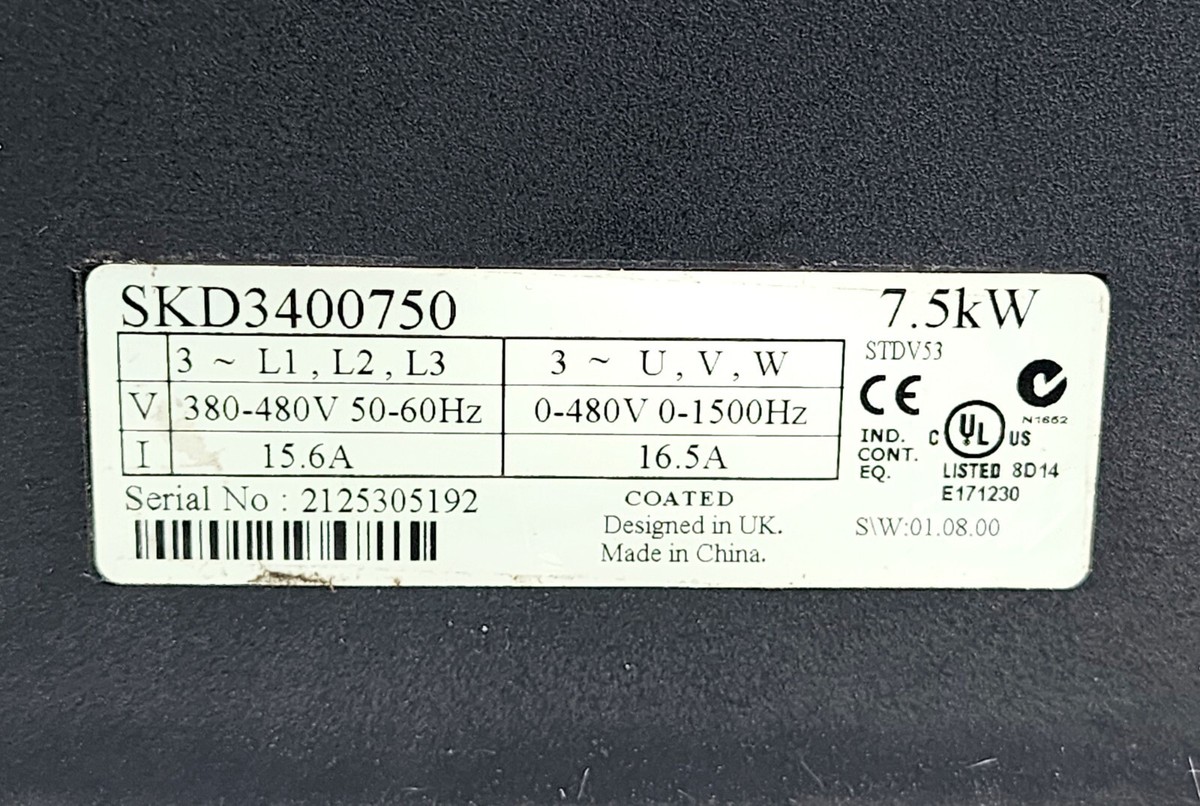 SKD3400750 7.5kW
3 ~ L1 , L2 , L3 3 ~ U , V , W
V 380-480V 50-60Hz 0-480V 0-1500Hz
I 15.6A 16.5A
Serial No : 2125305192
COATED
Designed in UK.
Made in China.
STDV53
CE
N1652
IND.
CONT.
EQ.
C UL US
LISTED 8D14
E171230
S\W:01.08.00